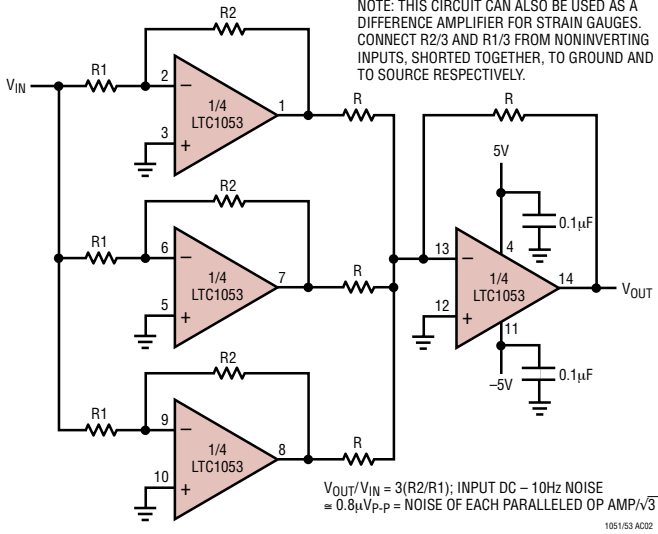 NOTE: THIS CIRCUIT CAN ALSO BE USED AS A
DIFFERENCE AMPLIFIER FOR STRAIN GAUGES.
CONNECT R2/3 AND R1/3 FROM NONINVERTING
INPUTS, SHORTED TOGETHER, TO GROUND AND
TO SOURCE RESPECTIVELY.
R2
VIN
R1
2
–
1/4
LTC1053
1
3
+
R
R
5V
0.1µF
R2
R1
6
–
1/4
LTC1053
7
5
+
R
13
–
4
1/4
LTC1053
14
VOUT
12
+
11
–5V
0.1µF
R2
R1
9
–
1/4
LTC1053
8
10
+
R
VOUT/VIN = 3(R2/R1); INPUT DC – 10Hz NOISE
≅ 0.8µVP-P = NOISE OF EACH PARALLELED OP AMP/√3
1051/53 AC02